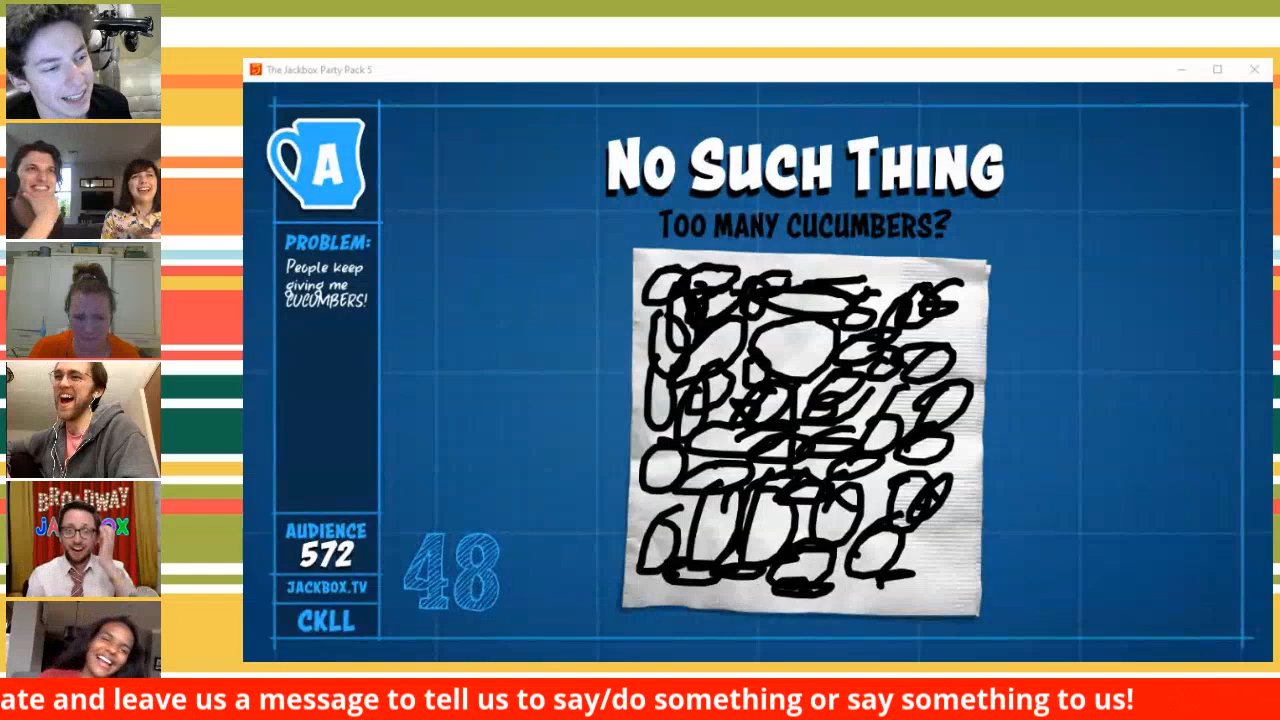 The Jackbox Party Pack 5
A
NO SUCH THING
TOO MANY CUCUMBERS?
PROBLEM:
People keep
giving me
CUCUMBERS!
AUDIENCE
572
JACKBOX.TV
CKLL
48
BROADWAY
JACKBOX
ate and leave us a message to tell us to say/do something or say something to us!